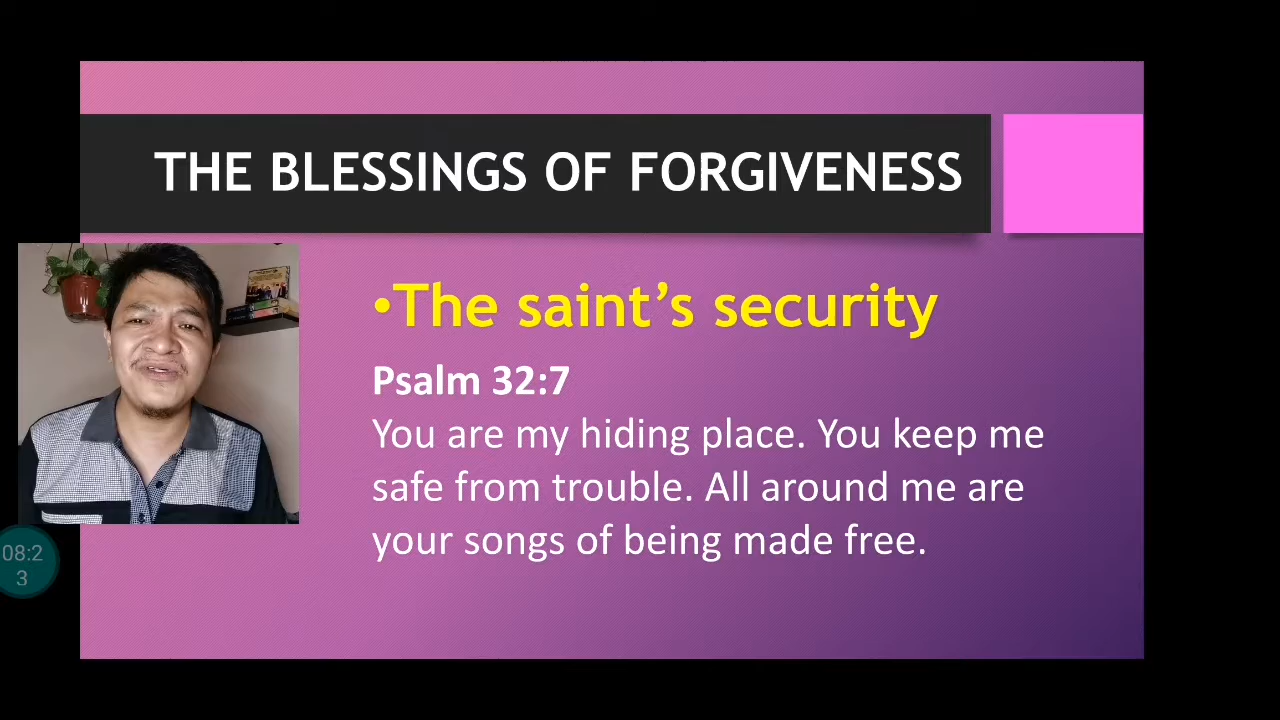 THE BLESSINGS OF FORGIVENESS
•The saint’s security
Psalm 32:7
You are my hiding place. You keep me
safe from trouble. All around me are
your songs of being made free.
08:2
3